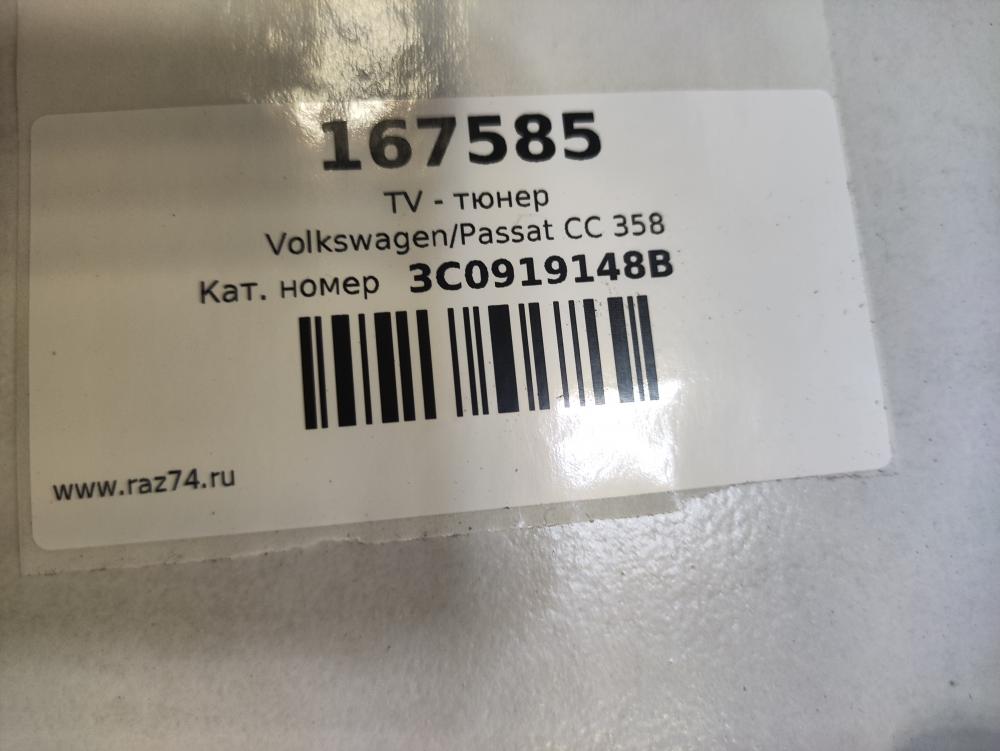 167585
TV - тюнер
Volkswagen/Passat CC 358
Кат. номер 3C0919148B
www.raz74.ru